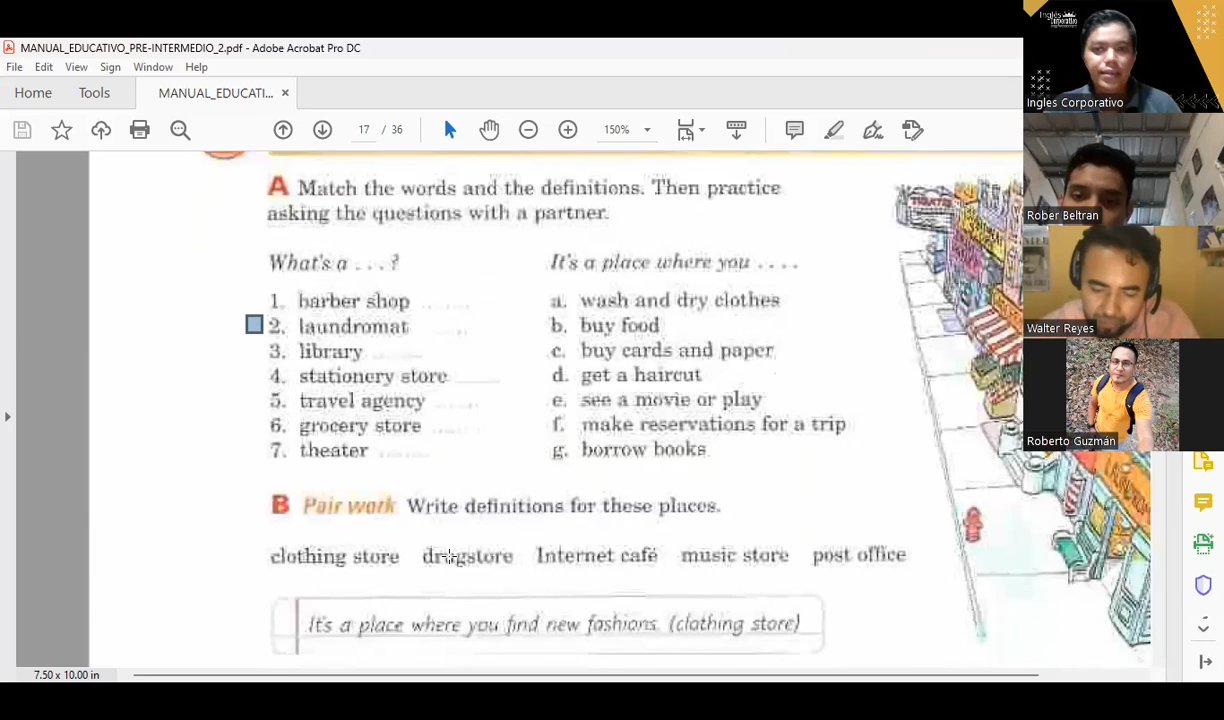 MANUAL_EDUCATIVO_PRE-INTERMEDIO_2.pdf - Adobe Acrobat Pro DC
File Edit View Sign Window Help
Home Tools MANUAL_EDUCATI... ×
17 / 36 150%
A Match the words and the definitions. Then practice
asking the questions with a partner.
What's a . . . ? It's a place where you . . . .
1. barber shop ........ a. wash and dry clothes
2. laundromat ........ b. buy food
3. library ........ c. buy cards and paper
4. stationery store ........ d. get a haircut
5. travel agency ........ e. see a movie or play
6. grocery store ........ f. make reservations for a trip
7. theater ........ g. borrow books
B Pair work Write definitions for these places.
clothing store drugstore Internet café music store post office
It's a place where you find new fashions. (clothing store)
7.50 x 10.00 in
Inglés
Corporativo
Ingles Corporativo
Rober Beltran
Walter Reyes
Roberto Guzmán